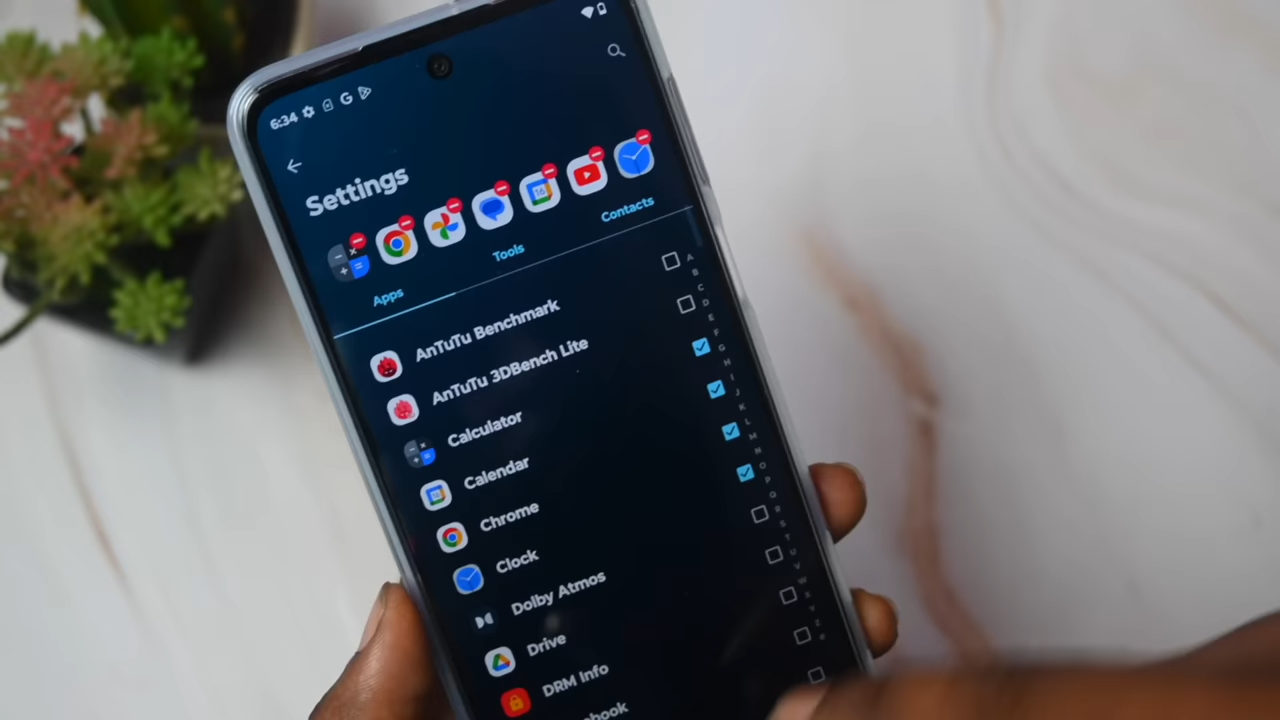 6:34
Settings
16
Apps
Tools
Contacts
AnTuTu Benchmark
AnTuTu 3DBench Lite
Calculator
Calendar
Chrome
Clock
Dolby Atmos
Drive
DRM Info
A
B
C
D
E
F
G
H
I
J
K
L
M
N
O
P
Q
R
S
T
U
V
W
X
Y
Z
#